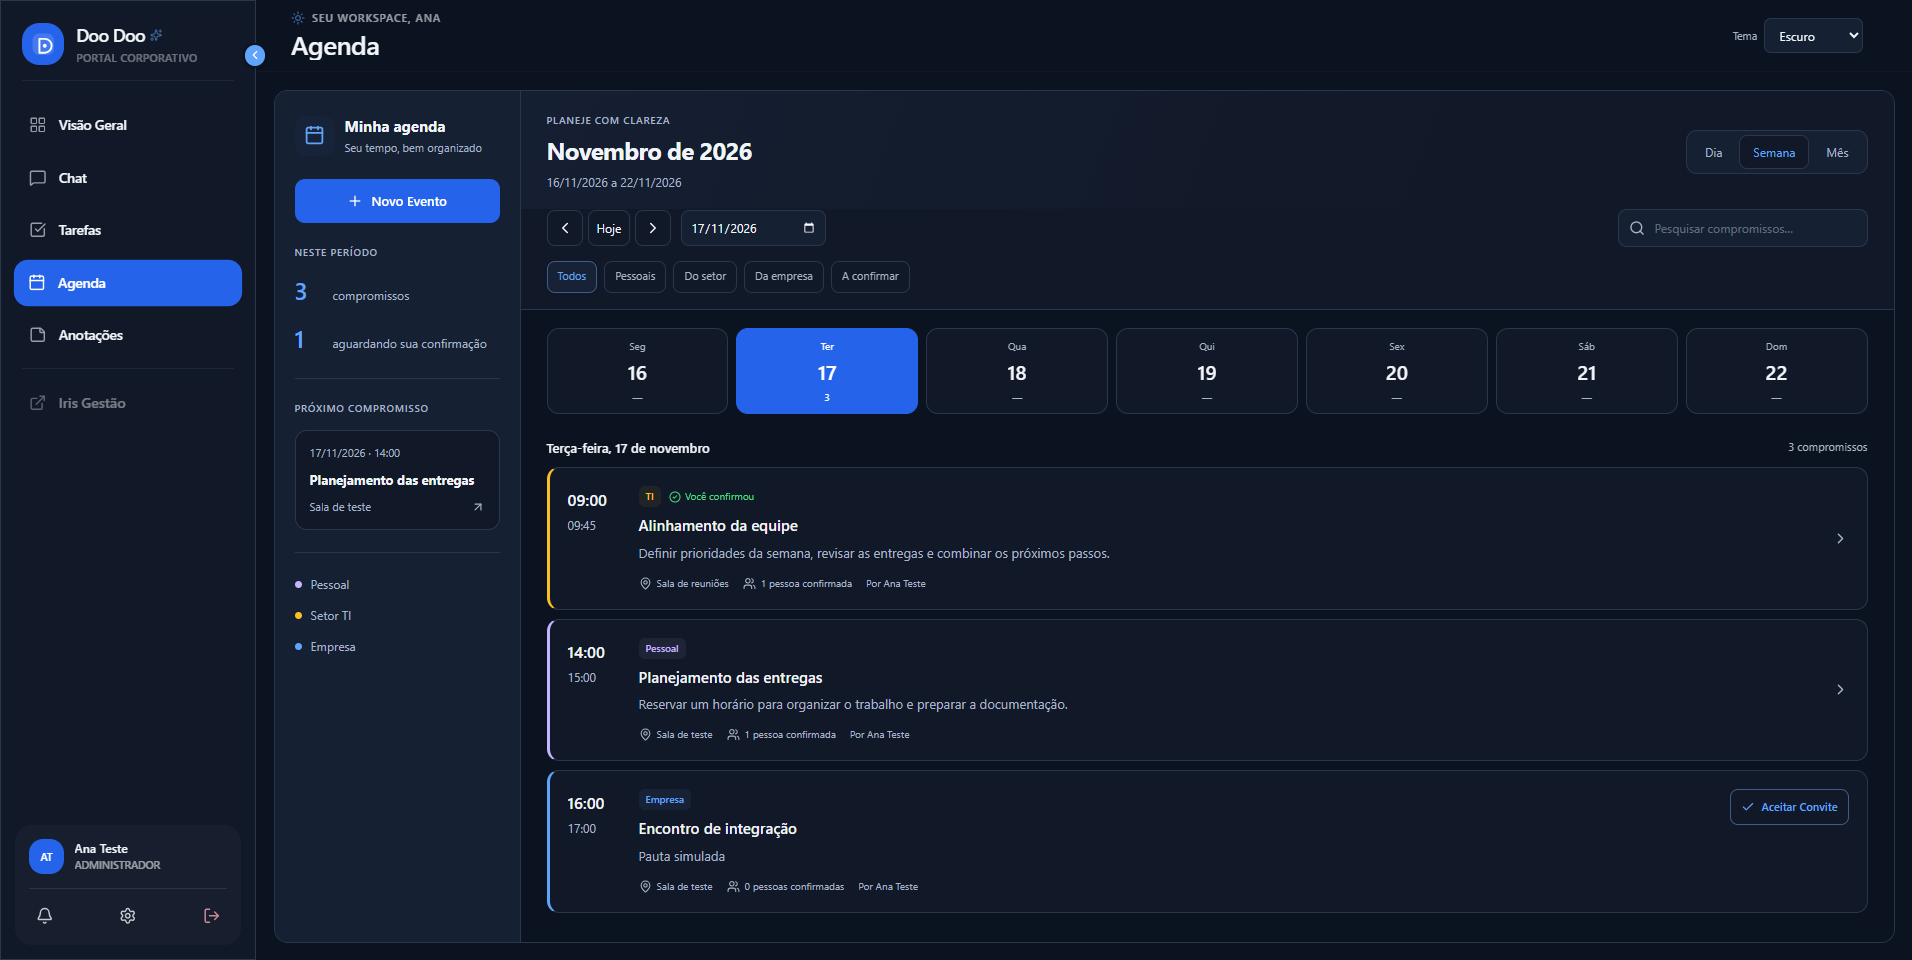 Doo Doo
PORTAL CORPORATIVO
Visão Geral
Chat
Tarefas
Agenda
Anotações
Iris Gestão
AT
Ana Teste
ADMINISTRADOR
SEU WORKSPACE, ANA
Agenda
Tema
Escuro
Minha agenda
Seu tempo, bem organizado
Novo Evento
NESTE PERÍODO
3 compromissos
1 aguardando sua confirmação
PRÓXIMO COMPROMISSO
17/11/2026 · 14:00
Planejamento das entregas
Sala de teste
Pessoal
Setor TI
Empresa
PLANEJE COM CLAREZA
Novembro de 2026
16/11/2026 a 22/11/2026
Dia Semana Mês
Hoje 17/11/2026
Pesquisar compromissos...
Todos Pessoais Do setor Da empresa A confirmar
Seg Ter Qua Qui Sex Sáb Dom
16 17 18 19 20 21 22
— 3 — — — — —
Terça-feira, 17 de novembro
3 compromissos
09:00
09:45
TI Você confirmou
Alinhamento da equipe
Definir prioridades da semana, revisar as entregas e combinar os próximos passos.
Sala de reuniões 1 pessoa confirmada Por Ana Teste
14:00
15:00
Pessoal
Planejamento das entregas
Reservar um horário para organizar o trabalho e preparar a documentação.
Sala de teste 1 pessoa confirmada Por Ana Teste
16:00
17:00
Empresa
Encontro de integração
Pauta simulada
Sala de teste 0 pessoas confirmadas Por Ana Teste
Aceitar Convite